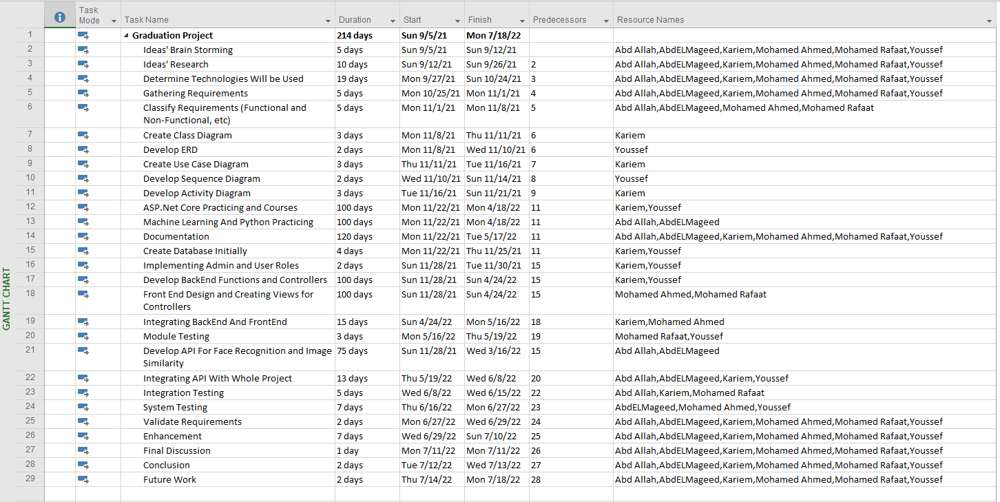 Task Mode Task Name Duration Start Finish Predecessors Resource Names
1 Graduation Project 214 days Sun 9/5/21 Mon 7/18/22
2 Ideas' Brain Storming 5 days Sun 9/5/21 Sun 9/12/21 Abd Allah,AbdELMageed,Kariem,Mohamed Ahmed,Mohamed Rafaat,Youssef
3 Ideas' Research 10 days Sun 9/12/21 Sun 9/26/21 2 Abd Allah,AbdELMageed,Kariem,Mohamed Ahmed,Mohamed Rafaat,Youssef
4 Determine Technologies Will be Used 19 days Mon 9/27/21 Sun 10/24/21 3 Abd Allah,AbdELMageed,Kariem,Mohamed Ahmed,Mohamed Rafaat,Youssef
5 Gathering Requirements 5 days Mon 10/25/21 Mon 11/1/21 4 Abd Allah,AbdELMageed,Kariem,Mohamed Ahmed,Mohamed Rafaat,Youssef
6 Classify Requirements (Functional and 5 days Mon 11/1/21 Mon 11/8/21 5 Abd Allah,AbdELMageed,Mohamed Ahmed,Mohamed Rafaat
Non-Functional, etc)
7 Create Class Diagram 3 days Mon 11/8/21 Thu 11/11/21 6 Kariem
8 Develop ERD 2 days Mon 11/8/21 Wed 11/10/21 6 Youssef
9 Create Use Case Diagram 3 days Thu 11/11/21 Tue 11/16/21 7 Kariem
10 Develop Sequence Diagram 2 days Wed 11/10/21 Sun 11/14/21 8 Youssef
11 Develop Activity Diagram 3 days Tue 11/16/21 Sun 11/21/21 9 Kariem
12 ASP.Net Core Practicing and Courses 100 days Mon 11/22/21 Mon 4/18/22 11 Kariem,Youssef
13 Machine Learning And Python Practicing 100 days Mon 11/22/21 Mon 4/18/22 11 Abd Allah,AbdELMageed
14 Documentation 120 days Mon 11/22/21 Tue 5/17/22 11 Abd Allah,AbdELMageed,Kariem,Mohamed Ahmed,Mohamed Rafaat,Youssef
15 Create Database Initially 4 days Mon 11/22/21 Thu 11/25/21 11 Kariem,Youssef
16 Implementing Admin and User Roles 2 days Sun 11/28/21 Tue 11/30/21 15 Kariem,Youssef
17 Develop BackEnd Functions and Controllers 100 days Sun 11/28/21 Sun 4/24/22 15 Kariem,Youssef
18 Front End Design and Creating Views for 100 days Sun 11/28/21 Sun 4/24/22 15 Mohamed Ahmed,Mohamed Rafaat
Controllers
19 Integrating BackEnd And FrontEnd 15 days Sun 4/24/22 Mon 5/16/22 18 Kariem,Mohamed Ahmed
20 Module Testing 3 days Mon 5/16/22 Thu 5/19/22 19 Mohamed Rafaat,Youssef
21 Develop API For Face Recognition and Image 75 days Sun 11/28/21 Wed 3/16/22 15 Abd Allah,AbdELMageed
Similarity
22 Integrating API With Whole Project 13 days Thu 5/19/22 Wed 6/8/22 20 Abd Allah,AbdELMageed,Kariem,Youssef
23 Integration Testing 5 days Wed 6/8/22 Wed 6/15/22 22 Abd Allah,Kariem,Mohamed Rafaat
24 System Testing 7 days Thu 6/16/22 Mon 6/27/22 23 AbdELMageed,Mohamed Ahmed,Youssef
25 Validate Requirements 2 days Mon 6/27/22 Wed 6/29/22 24 Abd Allah,AbdELMageed,Kariem,Mohamed Ahmed,Mohamed Rafaat,Youssef
26 Enhancement 7 days Wed 6/29/22 Sun 7/10/22 25 Abd Allah,AbdELMageed,Kariem,Mohamed Ahmed,Mohamed Rafaat,Youssef
27 Final Discussion 1 day Mon 7/11/22 Mon 7/11/22 26 Abd Allah,AbdELMageed,Kariem,Mohamed Ahmed,Mohamed Rafaat,Youssef
28 Conclusion 2 days Tue 7/12/22 Wed 7/13/22 27 Abd Allah,AbdELMageed,Kariem,Mohamed Ahmed,Mohamed Rafaat,Youssef
29 Future Work 2 days Thu 7/14/22 Mon 7/18/22 28 Abd Allah,AbdELMageed,Kariem,Mohamed Ahmed,Mohamed Rafaat,Youssef
GANTT CHART